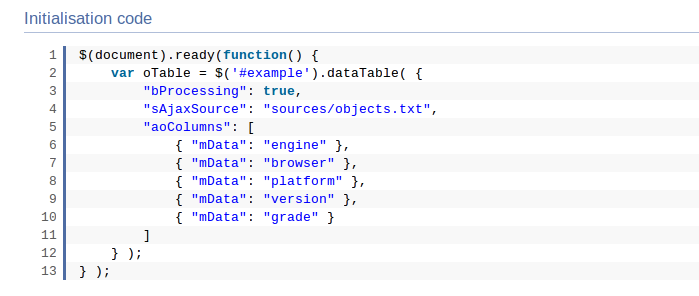 Initialisation code
1 $(document).ready(function() {
2     var oTable = $('#example').dataTable( {
3         "bProcessing": true,
4         "sAjaxSource": "sources/objects.txt",
5         "aoColumns": [
6             { "mData": "engine" },
7             { "mData": "browser" },
8             { "mData": "platform" },
9             { "mData": "version" },
10             { "mData": "grade" }
11         ]
12     } );
13 } );